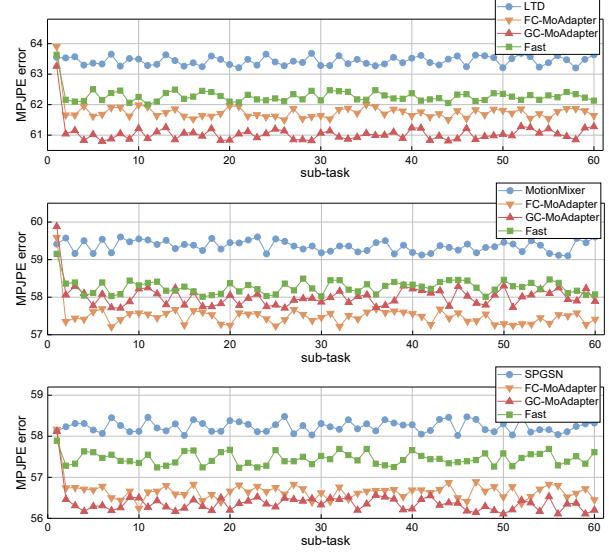 LTD
FC-MoAdapter
GC-MoAdapter
Fast
64
63
62
61
MPJPE error
0 10 20 30 40 50 60
sub-task
MotionMixer
FC-MoAdapter
GC-MoAdapter
Fast
60
59
58
57
MPJPE error
0 10 20 30 40 50 60
sub-task
SPGSN
FC-MoAdapter
GC-MoAdapter
Fast
59
58
57
56
MPJPE error
0 10 20 30 40 50 60
sub-task